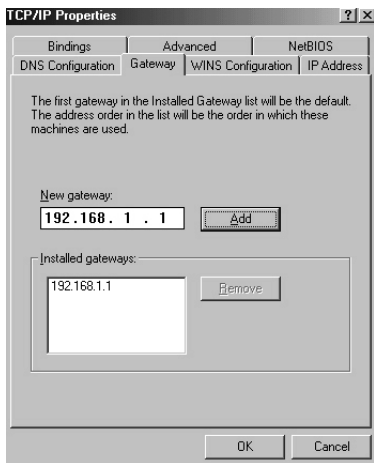 TCP/IP Properties
Bindings Advanced NetBIOS
DNS Configuration Gateway WINS Configuration IP Address
The first gateway in the Installed Gateway list will be the default.
The address order in the list will be the order in which these
machines are used.
New gateway:
192.168. 1 . 1 Add
Installed gateways:
192.168.1.1 Remove
OK Cancel